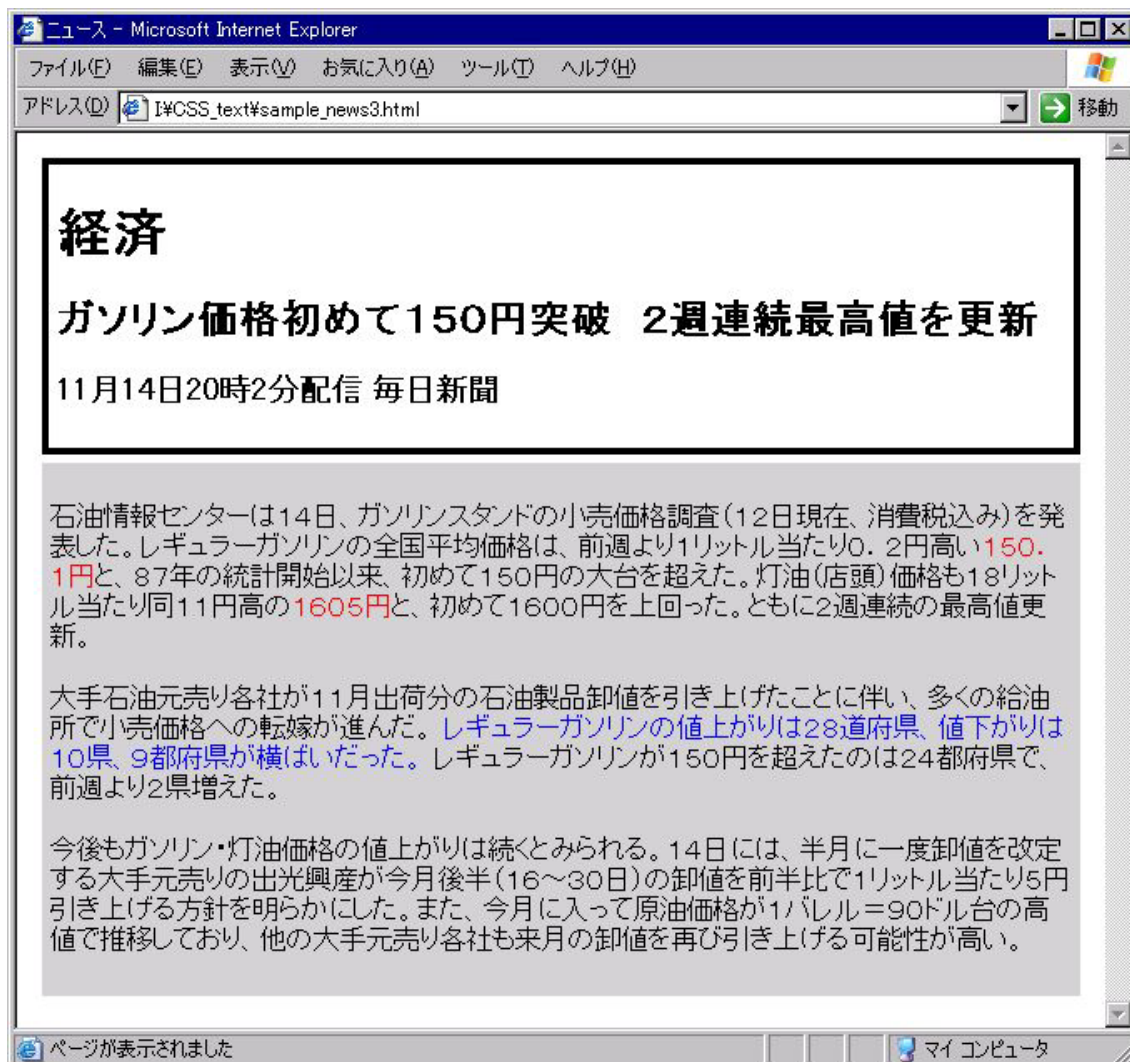 ニュース - Microsoft Internet Explorer
ファイル(F) 編集(E) 表示(V) お気に入り(A) ツール(T) ヘルプ(H)
アドレス(D) I:¥CSS_text¥sample_news3.html 移動
経済
ガソリン価格初めて150円突破　2週連続最高値を更新
11月14日20時2分配信 毎日新聞
石油情報センターは14日、ガソリンスタンドの小売価格調査(12日現在、消費税込み)を発
表した。レギュラーガソリンの全国平均価格は、前週より1リットル当たり0．2円高い150．
1円と、87年の統計開始以来、初めて150円の大台を超えた。灯油(店頭)価格も18リット
ル当たり同11円高の1605円と、初めて1600円を上回った。ともに2週連続の最高値更
新。
大手石油元売り各社が11月出荷分の石油製品卸値を引き上げたことに伴い、多くの給油
所で小売価格への転嫁が進んだ。レギュラーガソリンの値上がりは28道府県、値下がりは
10県、9都府県が横ばいだった。レギュラーガソリンが150円を超えたのは24都府県で、
前週より2県増えた。
今後もガソリン・灯油価格の値上がりは続くとみられる。14日には、半月に一度卸値を改定
する大手元売りの出光興産が今月後半(16～30日)の卸値を前半比で1リットル当たり5円
引き上げる方針を明らかにした。また、今月に入って原油価格が1バレル＝90ドル台の高
値で推移しており、他の大手元売り各社も来月の卸値を再び引き上げる可能性が高い。
ページが表示されました マイ コンピュータ